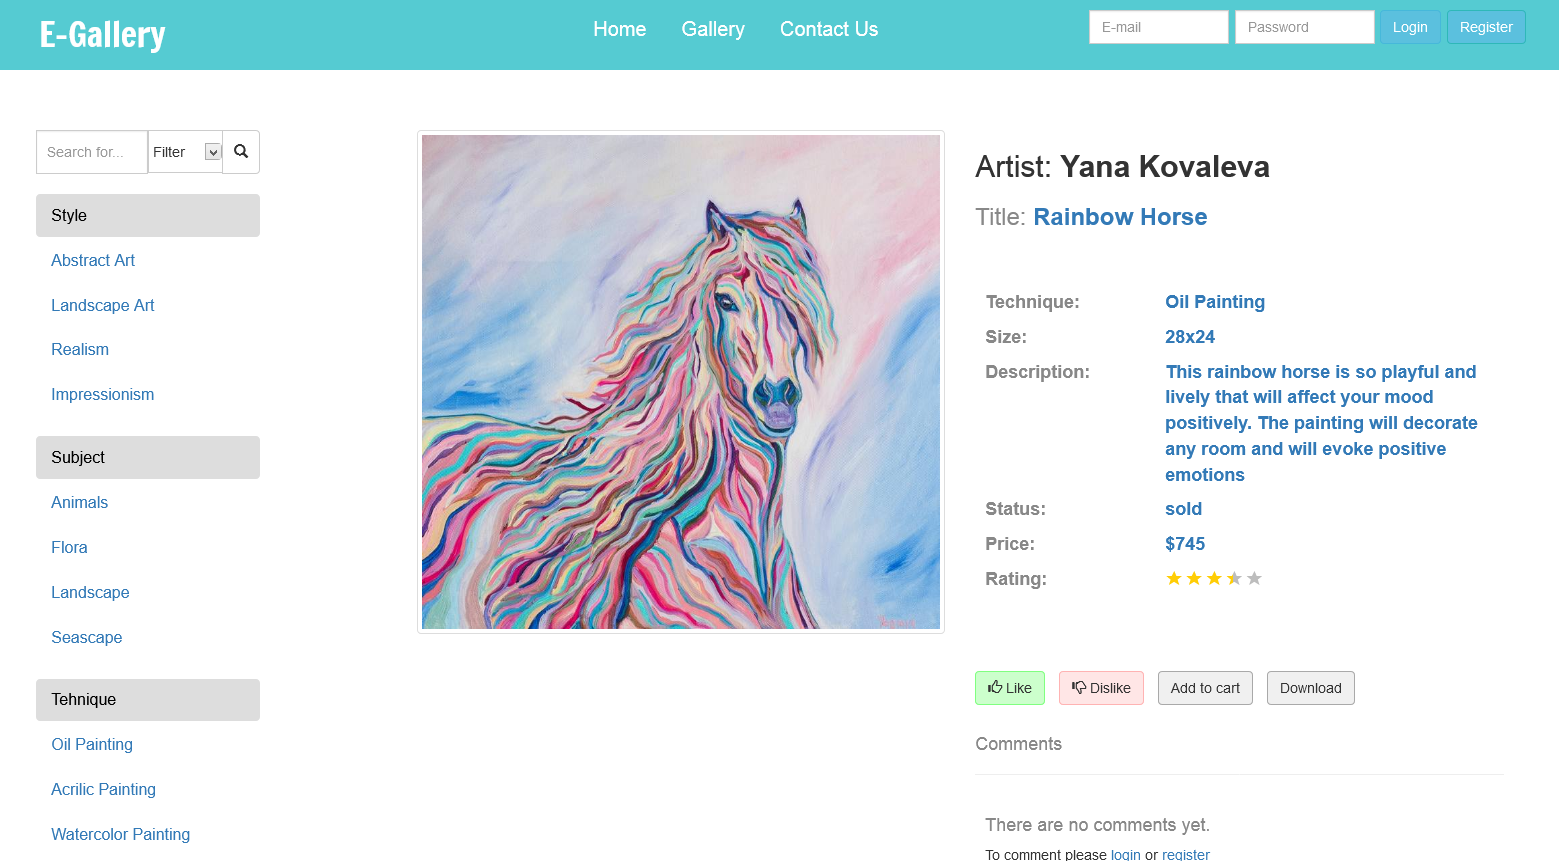 E-Gallery
Home
Gallery
Contact Us
E-mail
Password
Login
Register
Search for...
Filter
Style
Abstract Art
Landscape Art
Realism
Impressionism
Subject
Animals
Flora
Landscape
Seascape
Tehnique
Oil Painting
Acrilic Painting
Watercolor Painting
Artist: Yana Kovaleva
Title: Rainbow Horse
Technique: Oil Painting
Size: 28x24
Description: This rainbow horse is so playful and
lively that will affect your mood
positively. The painting will decorate
any room and will evoke positive
emotions
Status: sold
Price: $745
Rating:
Like
Dislike
Add to cart
Download
Comments
There are no comments yet.
To comment please login or register